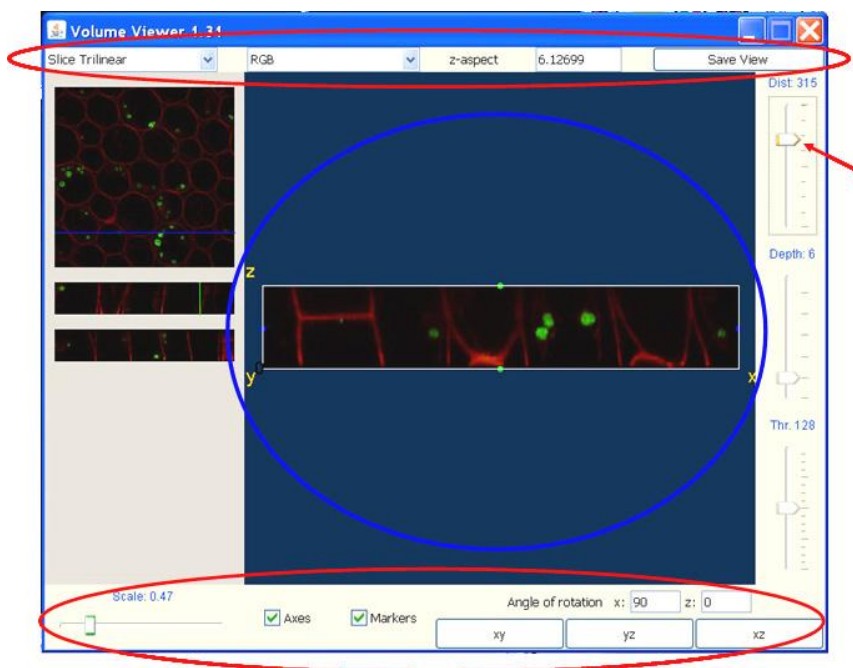 Volume Viewer 1.31
Slice Trilinear RGB z-aspect 6.12699 Save View
Dist: 315
z
Depth: 6
y x
Thr. 128
Scale: 0.47
Axes Markers Angle of rotation x: 90 z: 0
xy yz xz